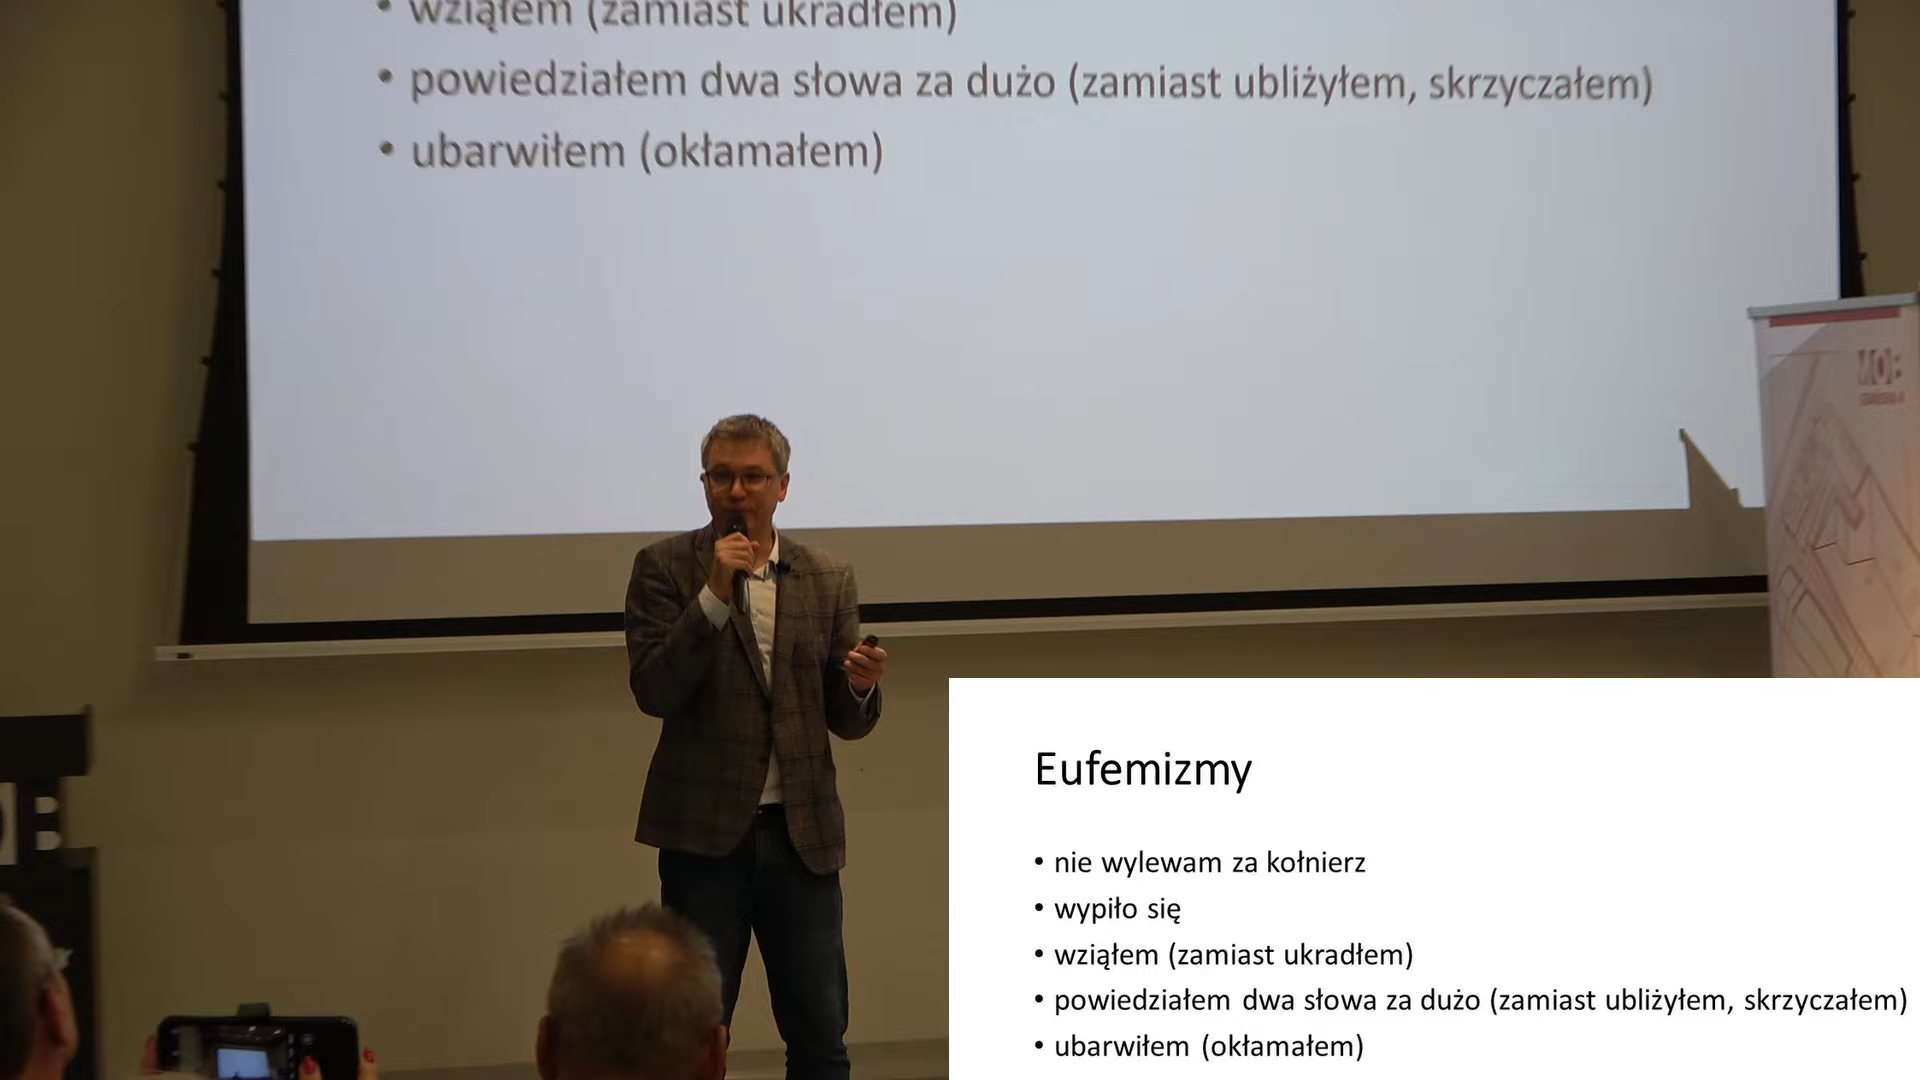 wziąłem (zamiast ukradłem)
• powiedziałem dwa słowa za dużo (zamiast ubliżyłem, skrzyczałem)
• ubarwiłem (okłamałem)
Eufemizmy
• nie wylewam za kołnierz
• wypiło się
• wziąłem (zamiast ukradłem)
• powiedziałem dwa słowa za dużo (zamiast ubliżyłem, skrzyczałem)
• ubarwiłem (okłamałem)